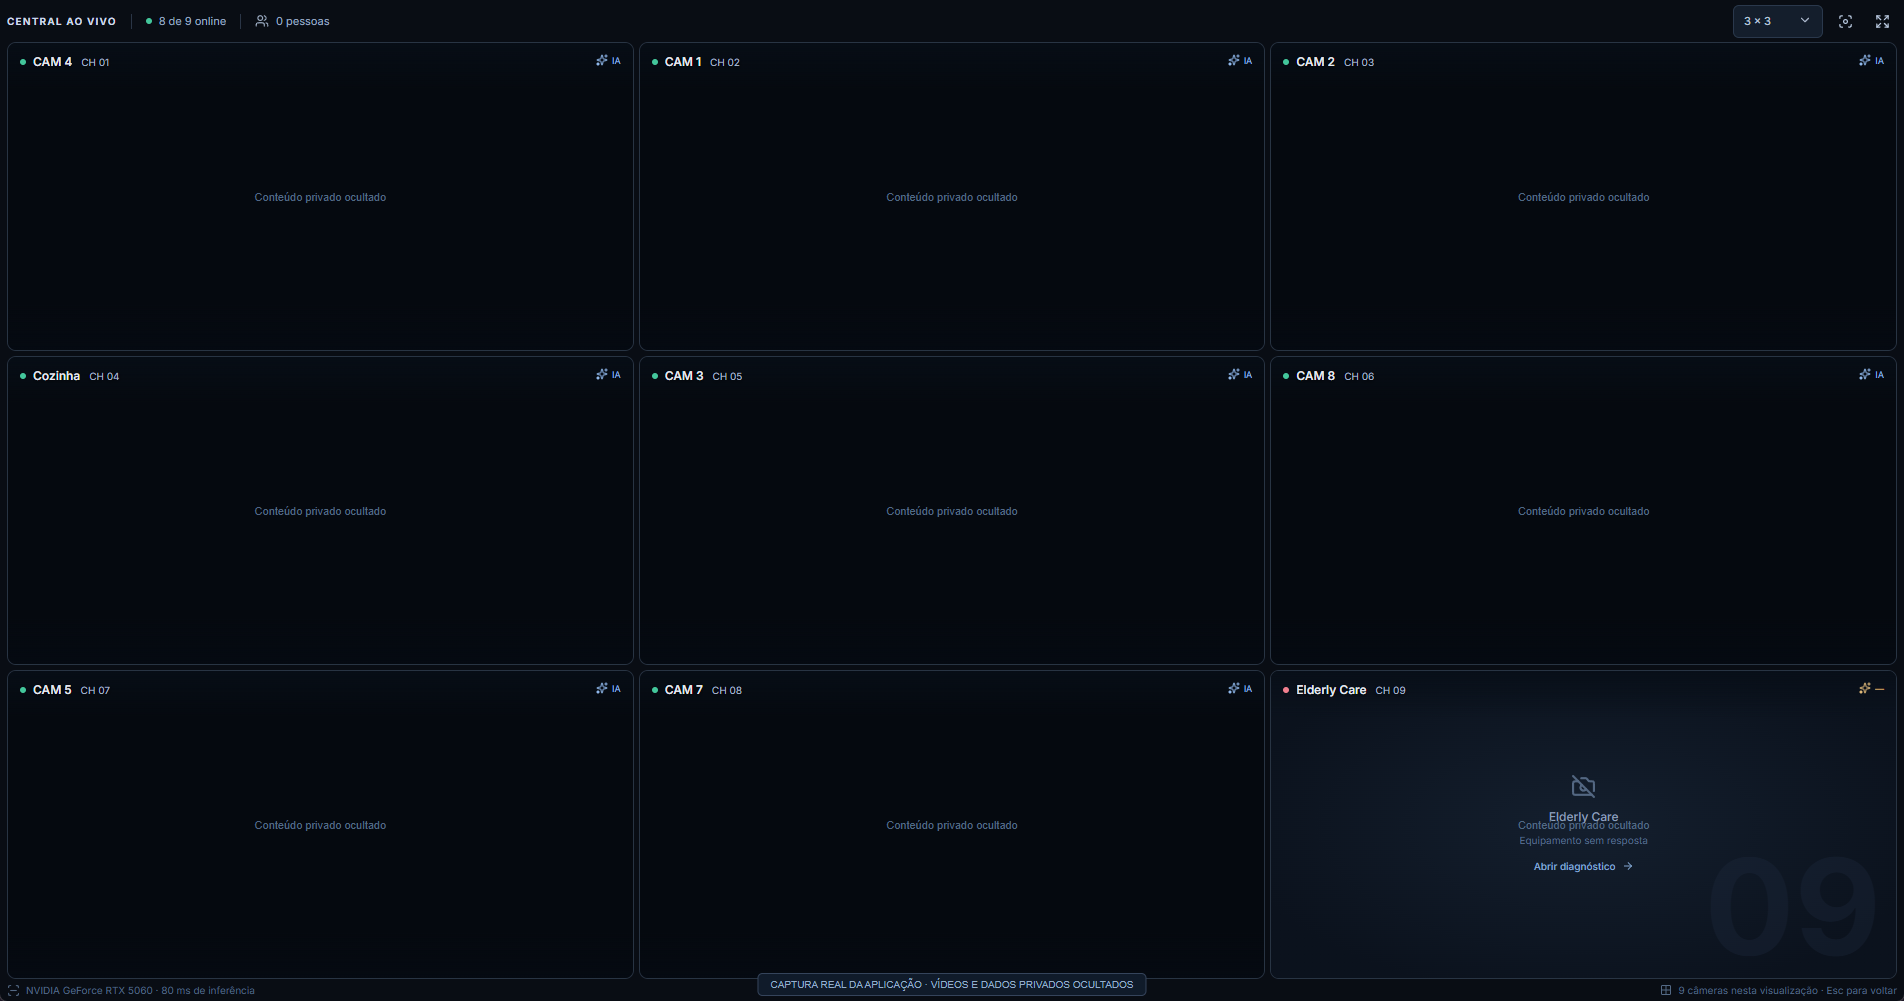 CENTRAL AO VIVO 8 de 9 online 0 pessoas 3 × 3
CAM 4 CH 01 IA
Conteúdo privado ocultado
CAM 1 CH 02 IA
Conteúdo privado ocultado
CAM 2 CH 03 IA
Conteúdo privado ocultado
Cozinha CH 04 IA
Conteúdo privado ocultado
CAM 3 CH 05 IA
Conteúdo privado ocultado
CAM 8 CH 06 IA
Conteúdo privado ocultado
CAM 5 CH 07 IA
Conteúdo privado ocultado
CAM 7 CH 08 IA
Conteúdo privado ocultado
Elderly Care CH 09 —
Elderly Care
Conteúdo privado ocultado
Equipamento sem resposta
Abrir diagnóstico →
09
NVIDIA GeForce RTX 5060 · 80 ms de inferência
CAPTURA REAL DA APLICAÇÃO · VÍDEOS E DADOS PRIVADOS OCULTADOS
9 câmeras nesta visualização · Esc para voltar